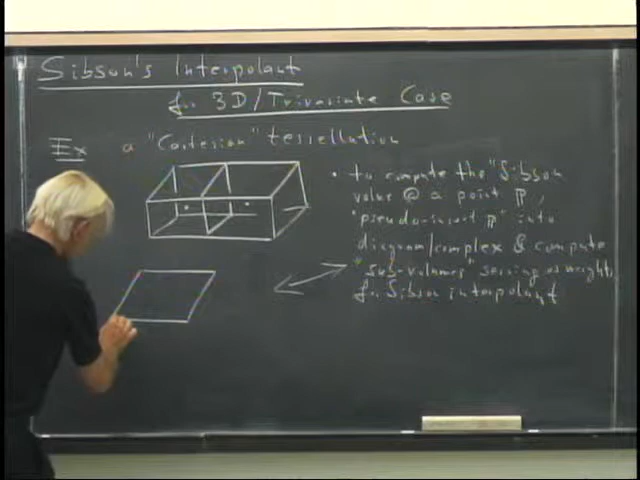 Sibson's Interpolant
for 3D/Trivariate Case
Ex a "Cartesian" tessellation
• to compute the "Sibson
value @ a point P,
"pseudo-insert P" into
diagram/complex & compute
"sub-volumes" serving as weights
for Sibson interpolant